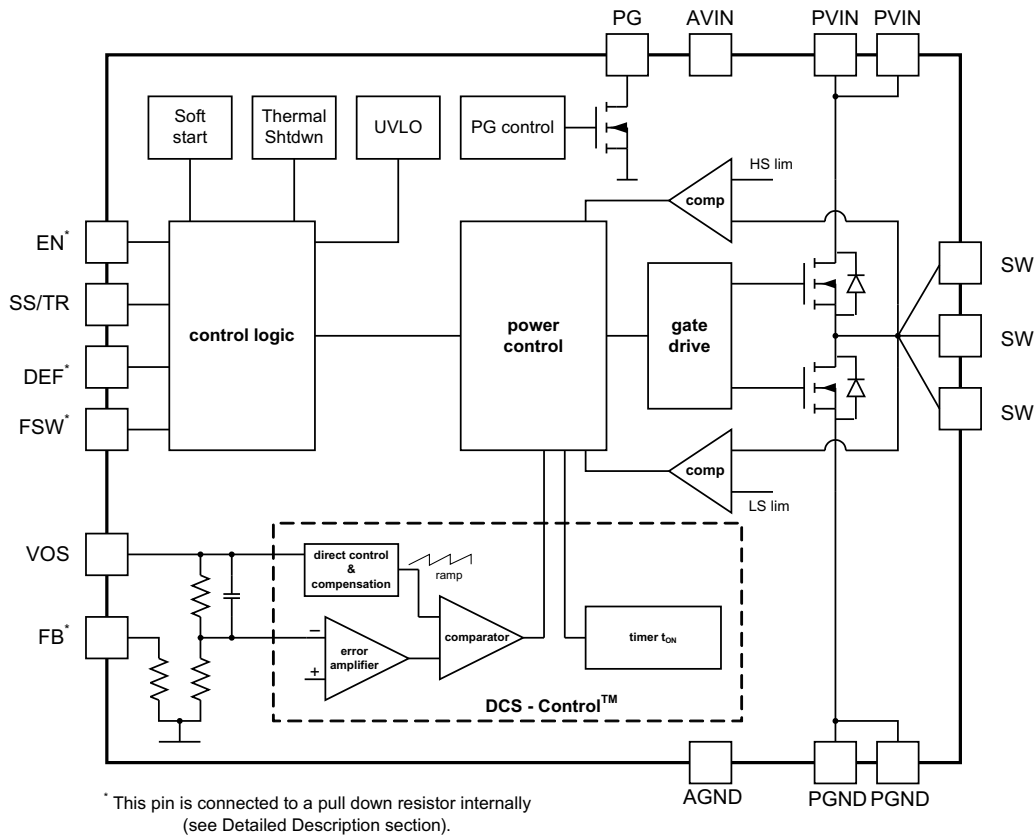 PG AVIN PVIN PVIN
Soft
start
Thermal
Shtdwn
UVLO
PG control
HS lim
comp
EN*
SS/TR
DEF*
FSW*
control logic
power
control
gate
drive
SW
SW
SW
comp
LS lim
VOS
FB*
direct control
&
compensation
ramp
error
amplifier
–
+
comparator
timer tON
DCS - Control™
AGND PGND PGND
* This pin is connected to a pull down resistor internally
(see Detailed Description section).